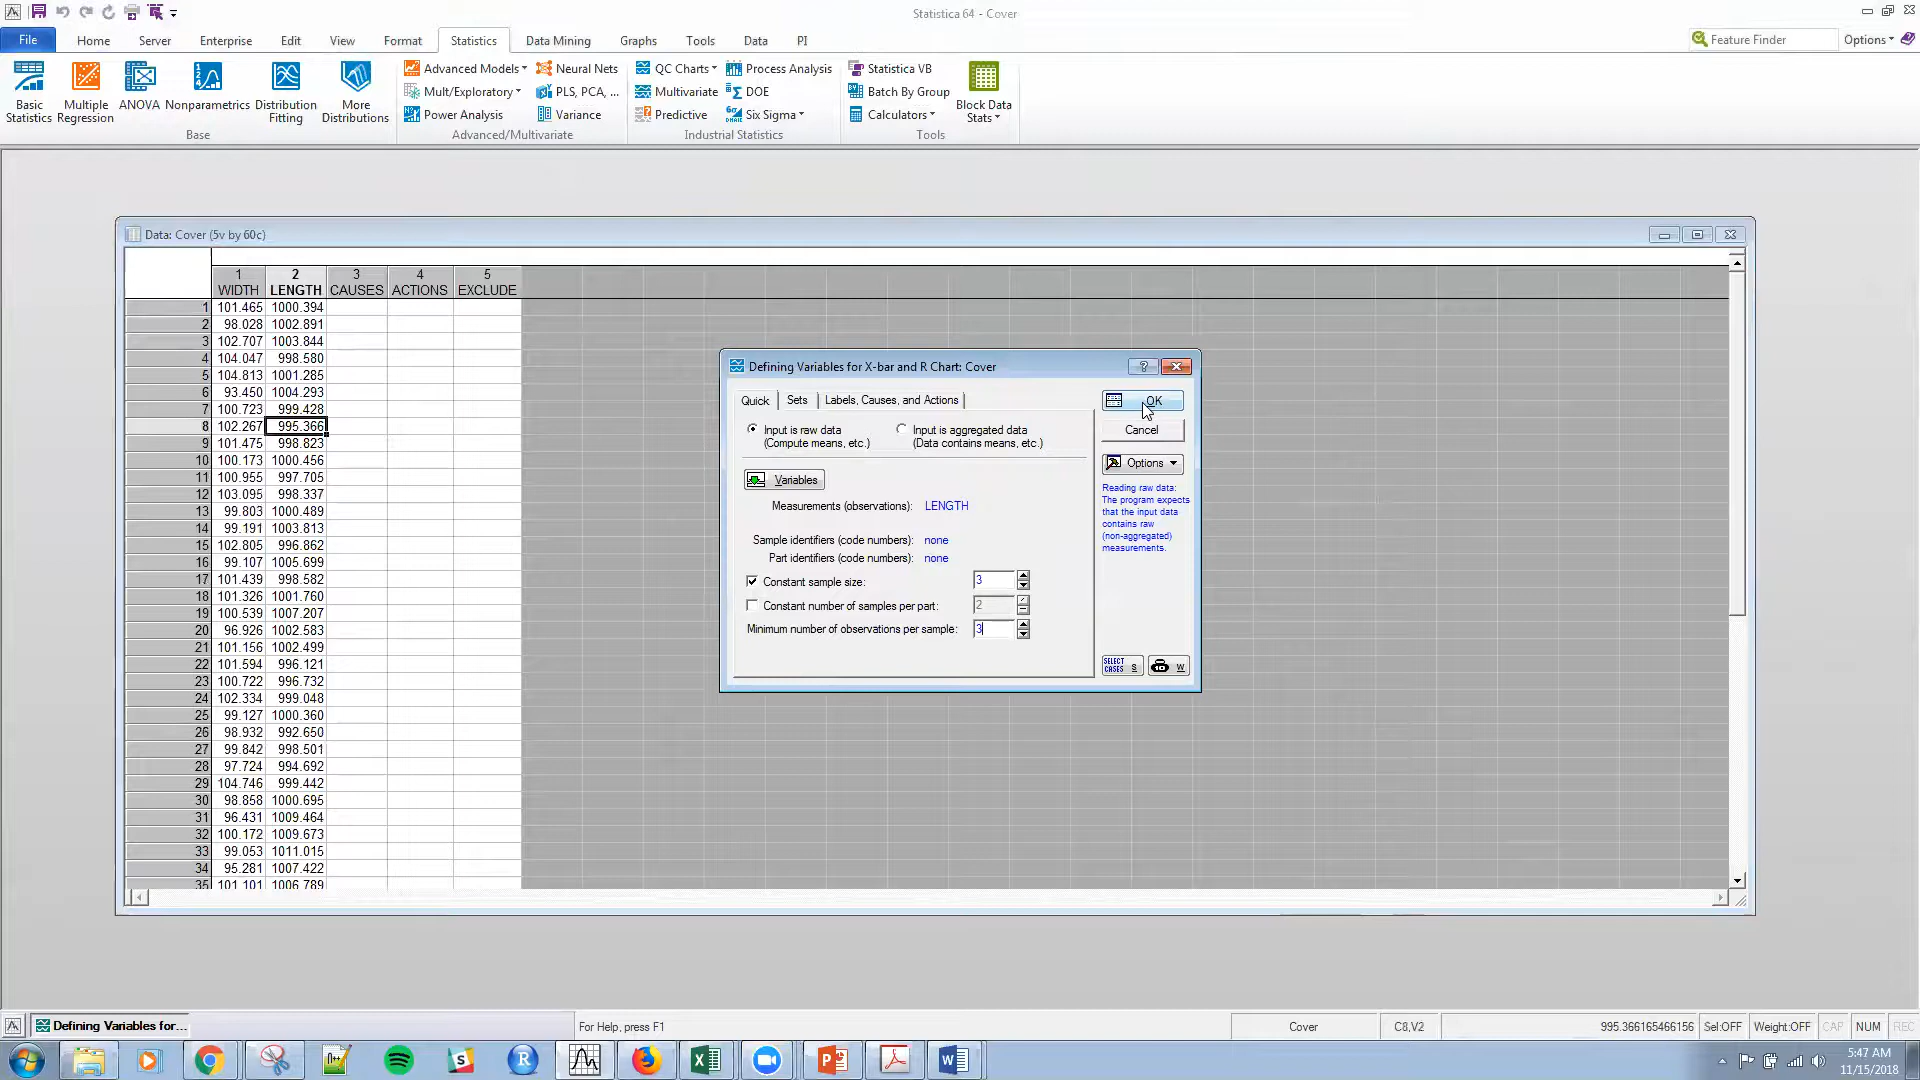 Statistica 64 - Cover
File Home Server Enterprise Edit View Format Statistics Data Mining Graphs Tools Data PI Feature Finder Options
Basic Statistics
Multiple Regression
ANOVA
Nonparametrics
Distribution Fitting
More Distributions
Base
Advanced Models Neural Nets
Mult/Exploratory PLS, PCA, ...
Power Analysis Variance
Advanced/Multivariate
QC Charts Process Analysis
Multivariate DOE
Predictive Six Sigma
Industrial Statistics
Statistica VB
Batch By Group
Calculators
Block Data Stats
Tools
Data: Cover (5v by 60c)
1 2 3 4 5
WIDTH LENGTH CAUSES ACTIONS EXCLUDE
1 101.465 1000.394
2 98.028 1002.891
3 102.707 1003.844
4 104.047 998.580
5 104.813 1001.285
6 93.450 1004.293
7 100.723 999.428
8 102.267 995.366
9 101.475 998.823
10 100.173 1000.456
11 100.955 997.705
12 103.095 998.337
13 99.803 1000.489
14 99.191 1003.813
15 102.805 996.862
16 99.107 1005.699
17 101.439 998.582
18 101.326 1001.760
19 100.539 1007.207
20 96.926 1002.583
21 101.156 1002.499
22 101.594 996.121
23 100.722 996.732
24 102.334 999.048
25 99.127 1000.360
26 98.932 992.650
27 99.842 998.501
28 97.724 994.692
29 104.746 999.442
30 98.858 1000.695
31 96.431 1009.464
32 100.172 1009.673
33 99.053 1011.015
34 95.281 1007.422
35 101.101 1006.789
Defining Variables for X-bar and R Chart: Cover
Quick Sets Labels, Causes, and Actions
Input is raw data
(Compute means, etc.)
Input is aggregated data
(Data contains means, etc.)
Variables
Measurements (observations): LENGTH
Sample identifiers (code numbers): none
Part identifiers (code numbers): none
Constant sample size: 3
Constant number of samples per part: 2
Minimum number of observations per sample: 3
OK
Cancel
Options
Reading raw data:
The program expects
that the input data
contains raw
(non-aggregated)
measurements.
SELECT
CASES S
W
Defining Variables for...
For Help, press F1
Cover
C8,V2
995.366165466156
Sel:OFF
Weight:OFF
CAP
NUM
REC
5:47 AM
11/15/2018